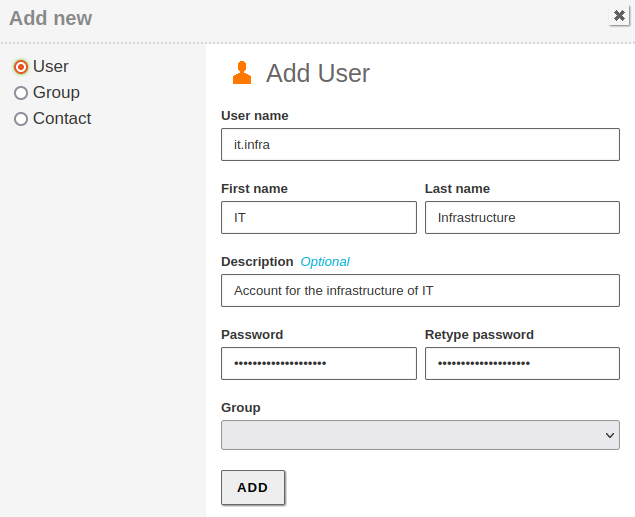 Add new
User
Group
Contact
Add User
User name
it.infra
First name
Last name
IT
Infrastructure
Description Optional
Account for the infrastructure of IT
Password
Retype password
••••••••••••••••••••
••••••••••••••••••••
Group
ADD